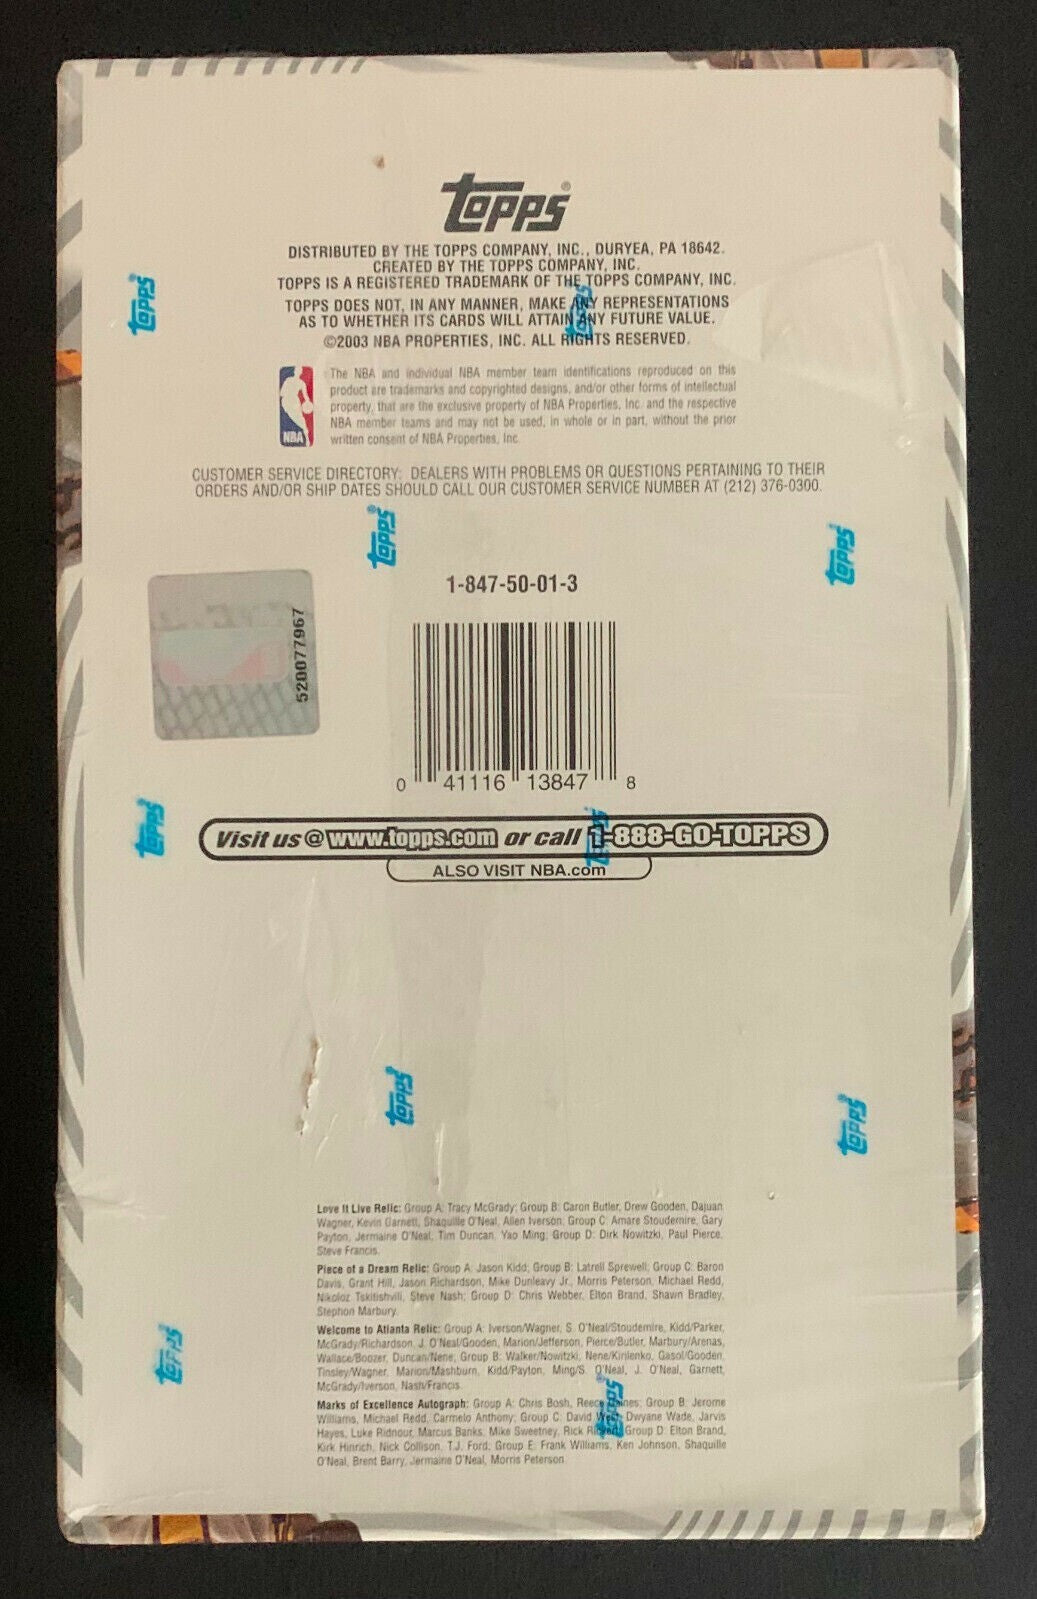 Topps®
DISTRIBUTED BY THE TOPPS COMPANY, INC., DURYEA, PA 18642.
CREATED BY THE TOPPS COMPANY, INC.
TOPPS IS A REGISTERED TRADEMARK OF THE TOPPS COMPANY, INC.
TOPPS DOES NOT, IN ANY MANNER, MAKE ANY REPRESENTATIONS
AS TO WHETHER ITS CARDS WILL ATTAIN ANY FUTURE VALUE.
©2003 NBA PROPERTIES, INC. ALL RIGHTS RESERVED.
NBA
The NBA and individual NBA member team identifications reproduced on this
product are trademarks and copyrighted designs, and/or other forms of intellectual
property, that are the exclusive property of NBA Properties, Inc. and the respective
NBA member teams and may not be used, in whole or in part, without the prior
written consent of NBA Properties, Inc.
CUSTOMER SERVICE DIRECTORY: DEALERS WITH PROBLEMS OR QUESTIONS PERTAINING TO THEIR
ORDERS AND/OR SHIP DATES SHOULD CALL OUR CUSTOMER SERVICE NUMBER AT (212) 376-0300.
1-847-50-01-3
520077967
0 41116 13847 8
Visit us @ www.topps.com or call 1-888-GO-TOPPS
ALSO VISIT NBA.com
Love It Live Relic: Group A: Tracy McGrady; Group B: Caron Butler, Drew Gooden, Dajuan
Wagner, Kevin Garnett, Shaquille O'Neal, Allen Iverson; Group C: Amare Stoudemire, Gary
Payton, Jermaine O'Neal, Tim Duncan, Yao Ming; Group D: Dirk Nowitzki, Paul Pierce,
Steve Francis.
Piece of a Dream Relic: Group A: Jason Kidd; Group B: Latrell Sprewell; Group C: Baron
Davis, Grant Hill, Jason Richardson, Mike Dunleavy Jr., Morris Peterson, Michael Redd,
Nikoloz Tskitishvili, Steve Nash; Group D: Chris Webber, Elton Brand, Shawn Bradley,
Stephon Marbury.
Welcome to Atlanta Relic: Group A: Iverson/Wagner, S. O'Neal/Stoudemire, Kidd/Parker,
McGrady/Richardson, J. O'Neal/Gooden, Marion/Jefferson, Pierce/Butler, Marbury/Arenas,
Wallace/Boozer, Duncan/Nene; Group B: Walker/Nowitzki, Nene/Kirilenko, Gasol/Gooden,
Tinsley/Wagner, Marion/Mashburn, Kidd/Payton, Ming/S. O'Neal, J. O'Neal, Garnett,
McGrady/Iverson, Nash/Francis.
Marks of Excellence Autograph: Group A: Chris Bosh, Reece Gaines; Group B: Jerome
Williams, Michael Redd, Carmelo Anthony; Group C: David West, Dwyane Wade, Jarvis
Hayes, Luke Ridnour, Marcus Banks, Mike Sweetney, Rick Rickert; Group D: Elton Brand,
Kirk Hinrich, Nick Collison, T.J. Ford; Group E: Frank Williams, Ken Johnson, Shaquille
O'Neal, Brent Barry, Jermaine O'Neal, Morris Peterson.
Topps®
Topps®
Topps®
Topps®
Topps®
Topps®
Topps®
Topps®
Topps®
Topps®